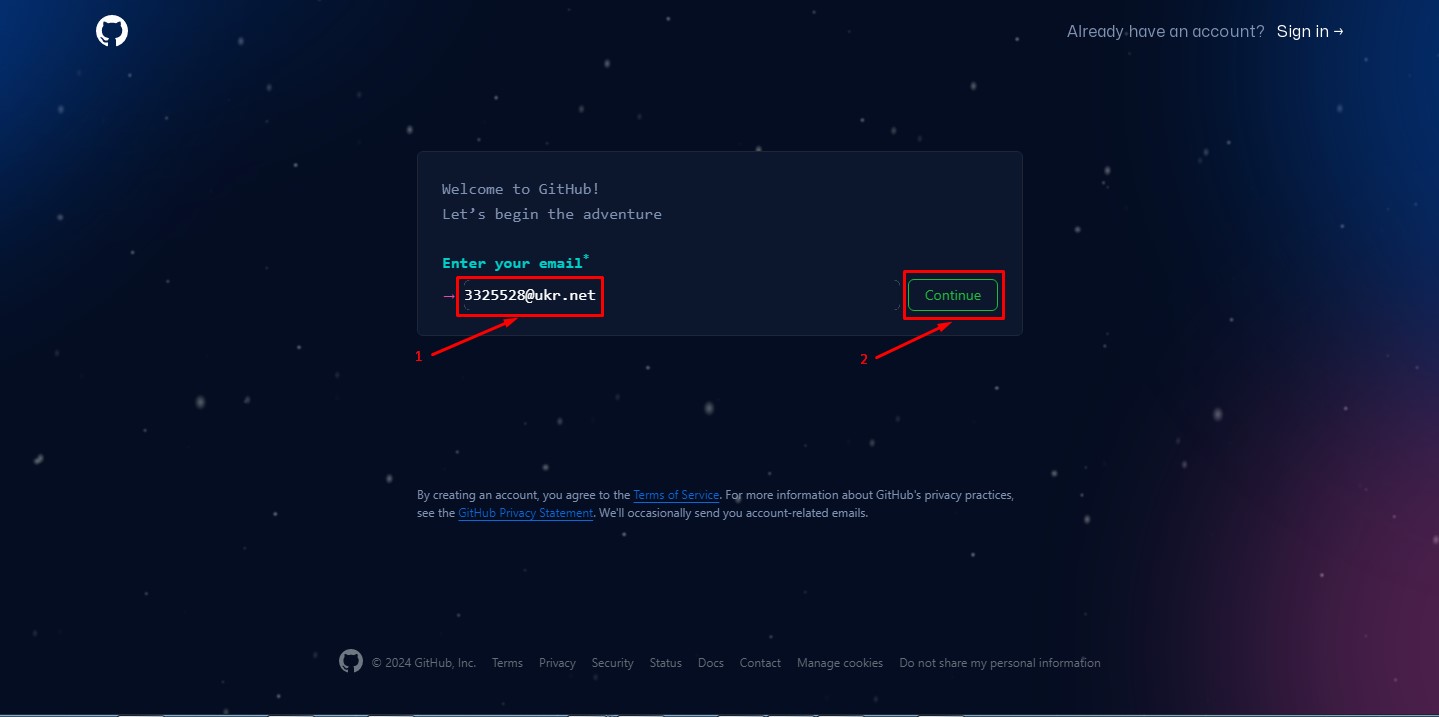 Already have an account? Sign in →
Welcome to GitHub!
Let’s begin the adventure
Enter your email*
→ 3325528@ukr.net Continue
1 2
By creating an account, you agree to the Terms of Service. For more information about GitHub's privacy practices,
see the GitHub Privacy Statement. We'll occasionally send you account-related emails.
© 2024 GitHub, Inc. Terms Privacy Security Status Docs Contact Manage cookies Do not share my personal information